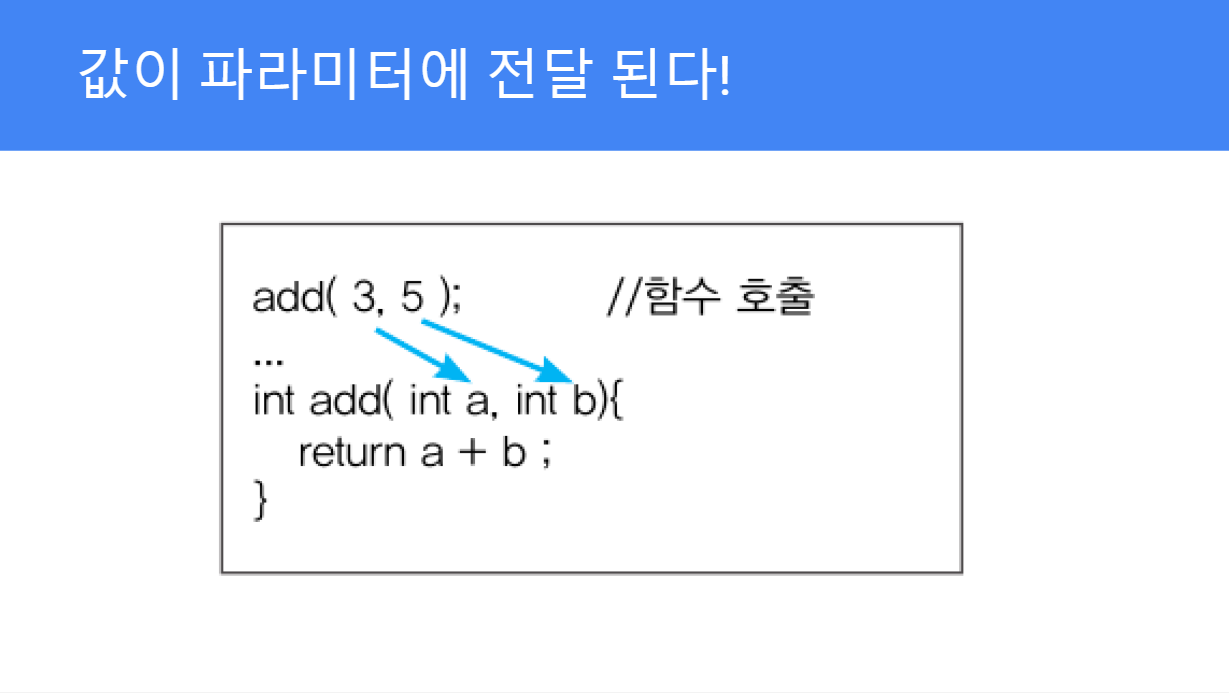 값이 파라미터에 전달 된다!
add( 3, 5 ); //함수 호출
...
int add( int a, int b){
return a + b ;
}